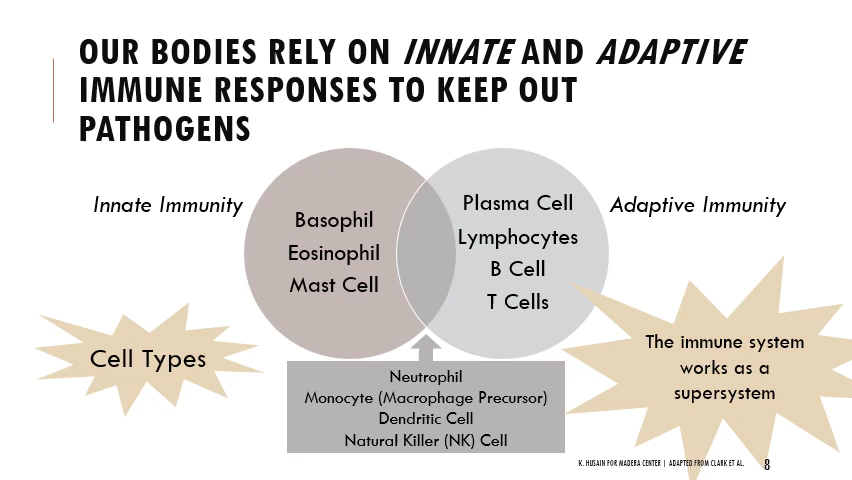 OUR BODIES RELY ON INNATE AND ADAPTIVE
IMMUNE RESPONSES TO KEEP OUT
PATHOGENS
Innate Immunity
Basophil
Eosinophil
Mast Cell
Plasma Cell
Lymphocytes
B Cell
T Cells
Adaptive Immunity
Cell Types
Neutrophil
Monocyte (Macrophage Precursor)
Dendritic Cell
Natural Killer (NK) Cell
The immune system
works as a
supersystem
K. HUSAIN FOR MADERA CENTER | ADAPTED FROM CLARK ET AL.
8